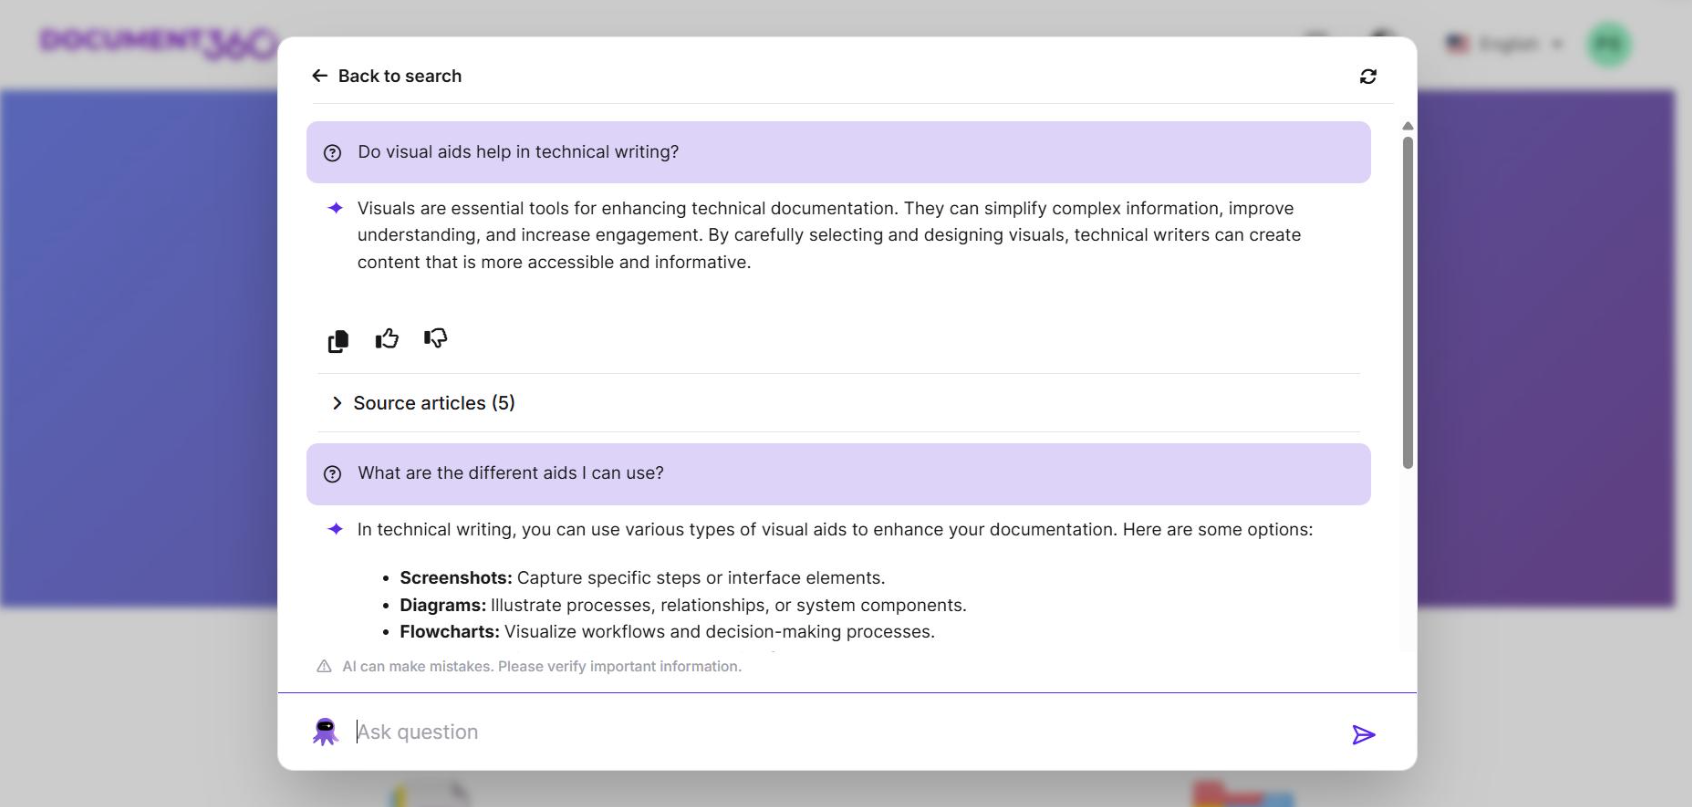 DOCUMENT360
English
Back to search
Do visual aids help in technical writing?
Visuals are essential tools for enhancing technical documentation. They can simplify complex information, improve
understanding, and increase engagement. By carefully selecting and designing visuals, technical writers can create
content that is more accessible and informative.
Source articles (5)
What are the different aids I can use?
In technical writing, you can use various types of visual aids to enhance your documentation. Here are some options:
• Screenshots: Capture specific steps or interface elements.
• Diagrams: Illustrate processes, relationships, or system components.
• Flowcharts: Visualize workflows and decision-making processes.
AI can make mistakes. Please verify important information.
Ask question